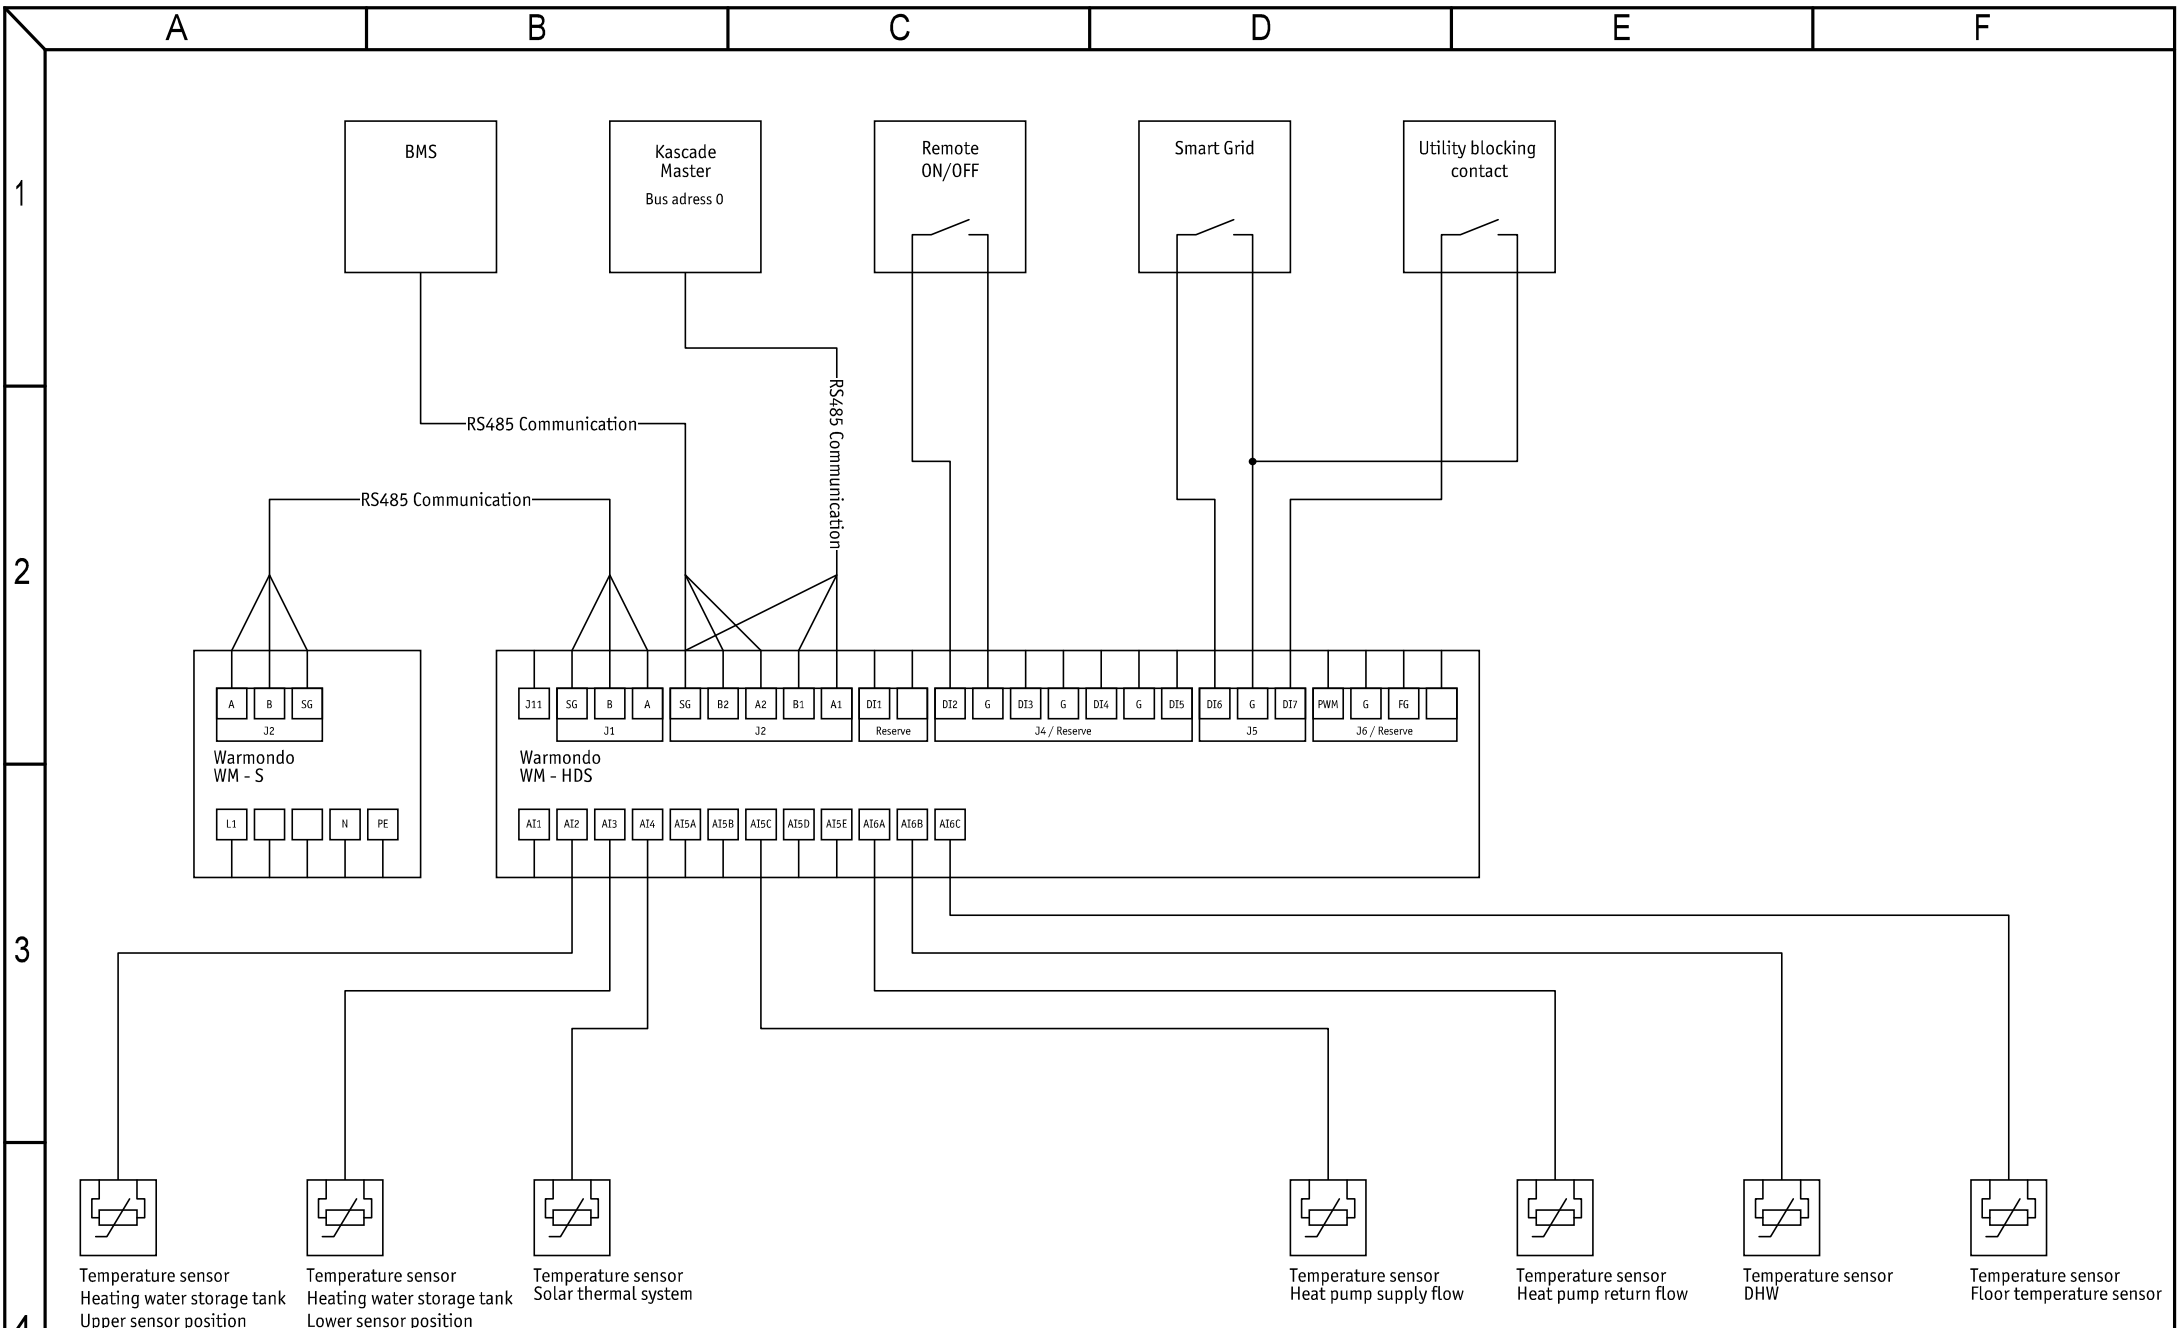 A B C D E F
1
BMS
Kascade
Master
Bus adress 0
Remote
ON/OFF
Smart Grid
Utility blocking
contact
RS485 Communication
RS485 Communication
RS485 Communication
2
A B SG
J2
Warmondo
WM - S
L1 N PE
J11 SG B A SG B2 A2 B1 A1 DI1 DI2 G DI3 G DI4 G DI5 DI6 G DI7 PWM G FG
J1 J2 Reserve J4 / Reserve J5 J6 / Reserve
Warmondo
WM - HDS
AI1 AI2 AI3 AI4 AI5A AI5B AI5C AI5D AI5E AI6A AI6B AI6C
3
Temperature sensor
Heating water storage tank
Upper sensor position
Temperature sensor
Heating water storage tank
Lower sensor position
Temperature sensor
Solar thermal system
Temperature sensor
Heat pump supply flow
Temperature sensor
Heat pump return flow
Temperature sensor
DHW
Temperature sensor
Floor temperature sensor
4